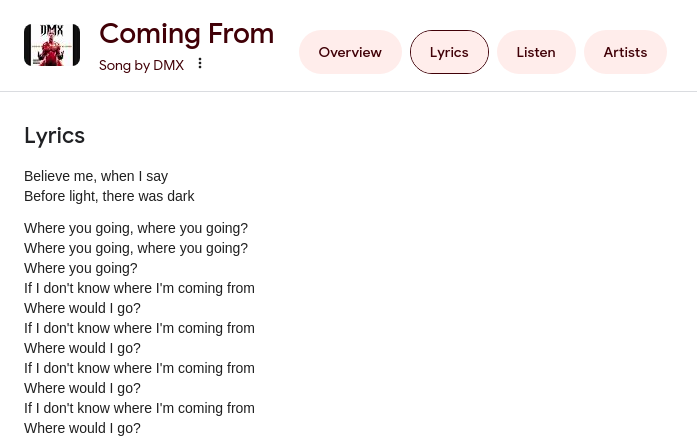 DMX
Coming From
Song by DMX
Overview
Lyrics
Listen
Artists
Lyrics
Believe me, when I say
Before light, there was dark
Where you going, where you going?
Where you going, where you going?
Where you going?
If I don't know where I'm coming from
Where would I go?
If I don't know where I'm coming from
Where would I go?
If I don't know where I'm coming from
Where would I go?
If I don't know where I'm coming from
Where would I go?